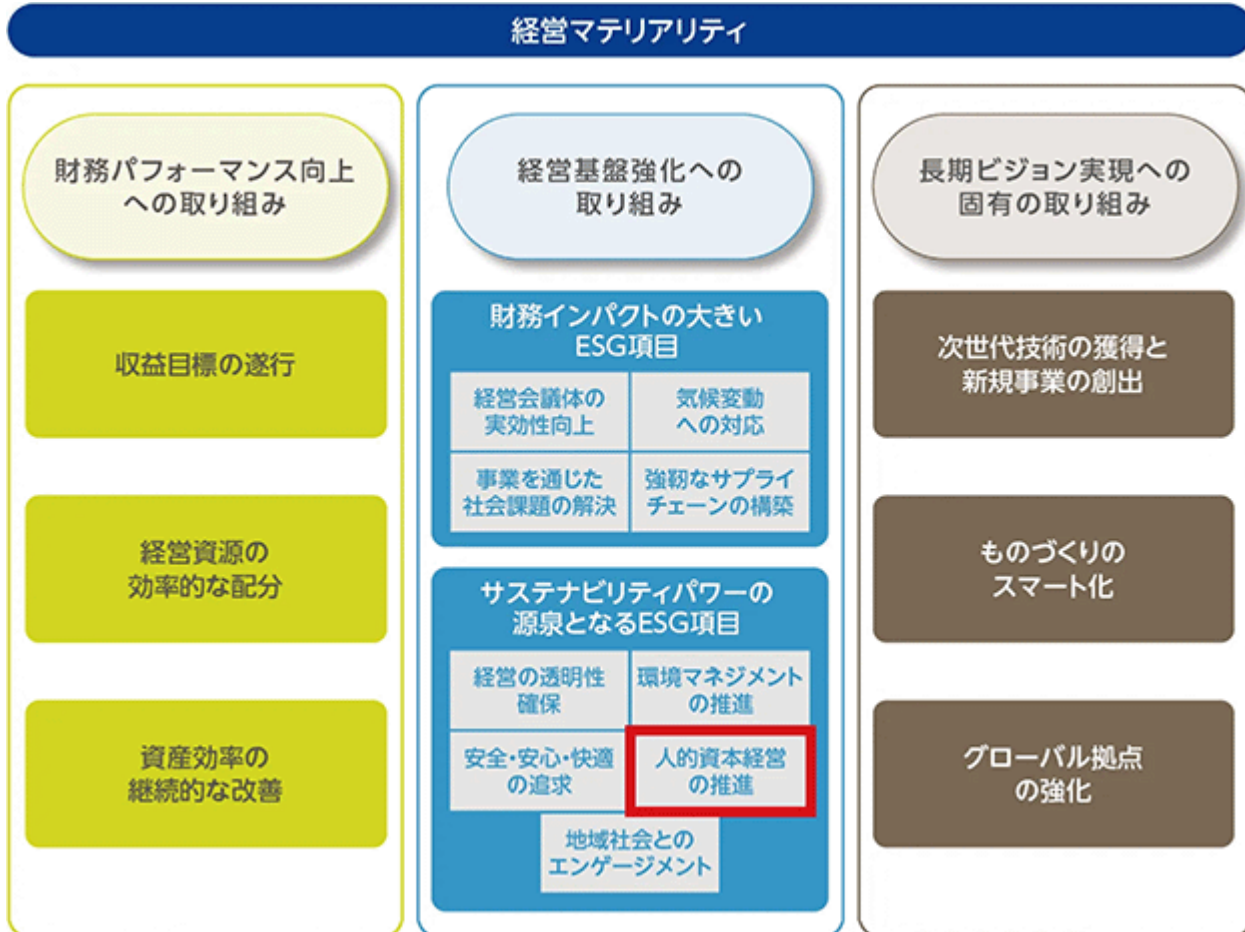 経営マテリアリティ
財務パフォーマンス向上
への取り組み
収益目標の遂行
経営資源の
効率的な配分
資産効率の
継続的な改善
経営基盤強化への
取り組み
財務インパクトの大きい
ESG項目
経営会議体の
実効性向上
気候変動
への対応
事業を通じた
社会課題の解決
強靭なサプライ
チェーンの構築
サステナビリティパワーの
源泉となるESG項目
経営の透明性
確保
環境マネジメント
の推進
安全・安心・快適
の追求
人的資本経営
の推進
地域社会との
エンゲージメント
長期ビジョン実現への
固有の取り組み
次世代技術の獲得と
新規事業の創出
ものづくりの
スマート化
グローバル拠点
の強化